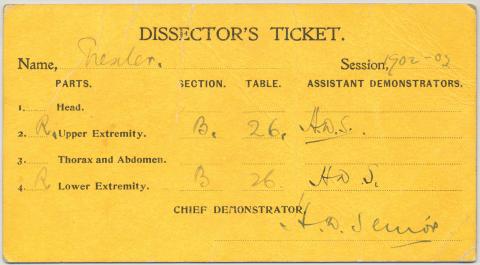 DISSECTOR'S TICKET.
Name, Session, 1902-03
PARTS. SECTION. TABLE. ASSISTANT DEMONSTRATORS.
1. Head.
2. R. Upper Extremity. B. 26. H.D.S.
3. Thorax and Abdomen.
4. R Lower Extremity. B 26 H D S.
CHIEF DEMONSTRATOR H. D. Senior